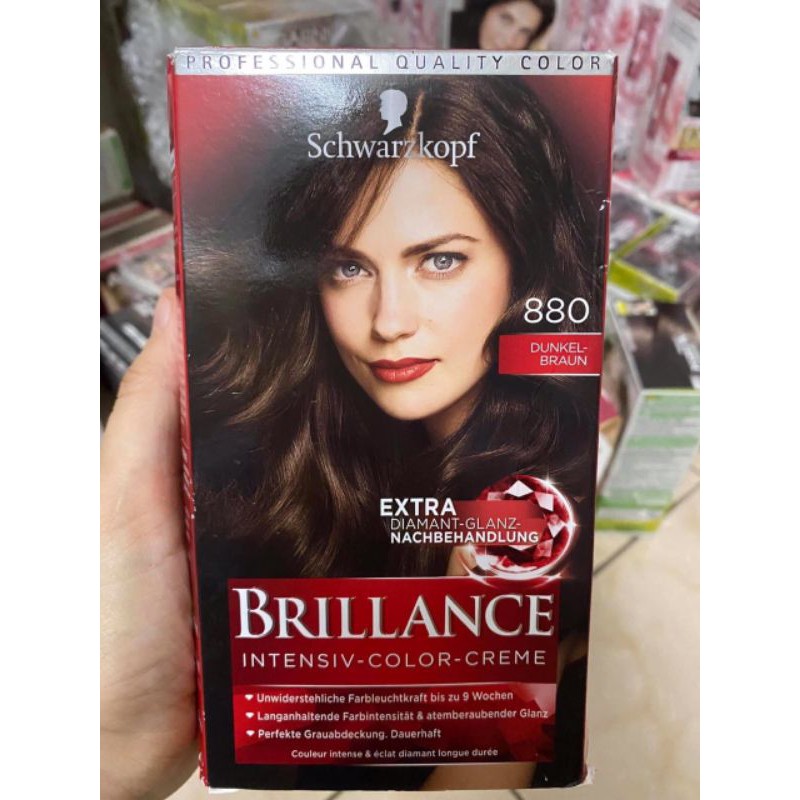 PROFESSIONAL QUALITY COLOR
Schwarzkopf
880
DUNKEL-
BRAUN
EXTRA
DIAMANT-GLANZ-
NACHBEHANDLUNG
BRILLANCE
INTENSIV-COLOR-CREME
Unwiderstehliche Farbleuchtkraft bis zu 9 Wochen
Langanhaltende Farbintensität & atemberaubender Glanz
Perfekte Grauabdeckung. Dauerhaft
Couleur intense & éclat diamant longue durée